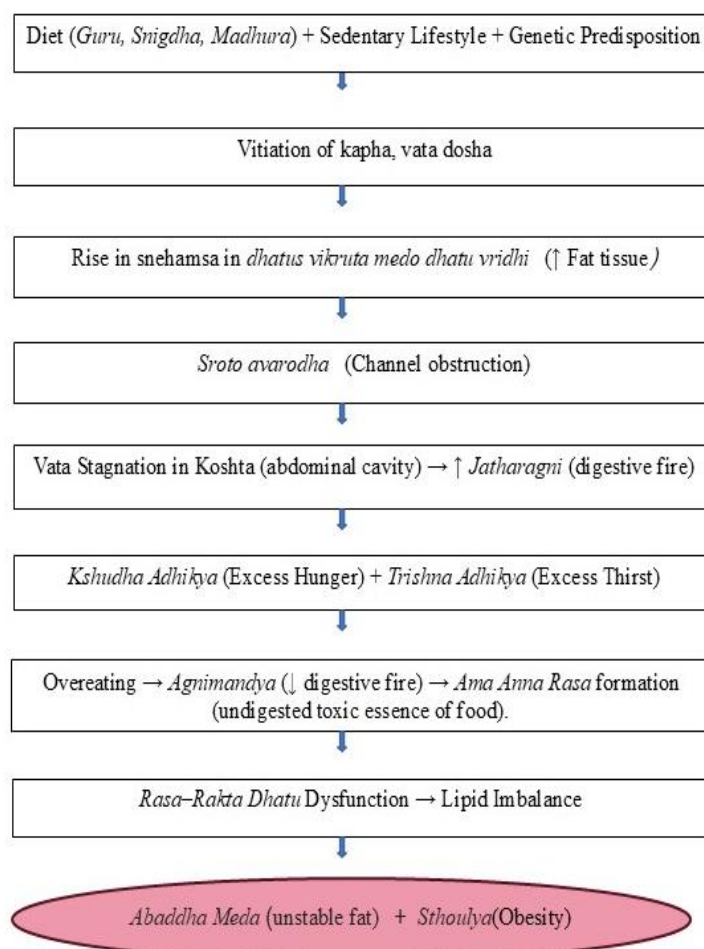 Diet (Guru, Snigdha, Madhura) + Sedentary Lifestyle + Genetic Predisposition
Vitiation of kapha, vata dosha
Rise in snehamsa in dhatus vikruta medo dhatu vridhi (↑ Fat tissue)
Sroto avarodha (Channel obstruction)
Vata Stagnation in Koshta (abdominal cavity) → ↑ Jatharagni (digestive fire)
Kshudha Adhikya (Excess Hunger) + Trishna Adhikya (Excess Thirst)
Overeating → Agnimandya (↓ digestive fire) → Ama Anna Rasa formation
(undigested toxic essence of food).
Rasa–Rakta Dhatu Dysfunction → Lipid Imbalance
Abaddha Meda (unstable fat) + Sthoulya(Obesity)